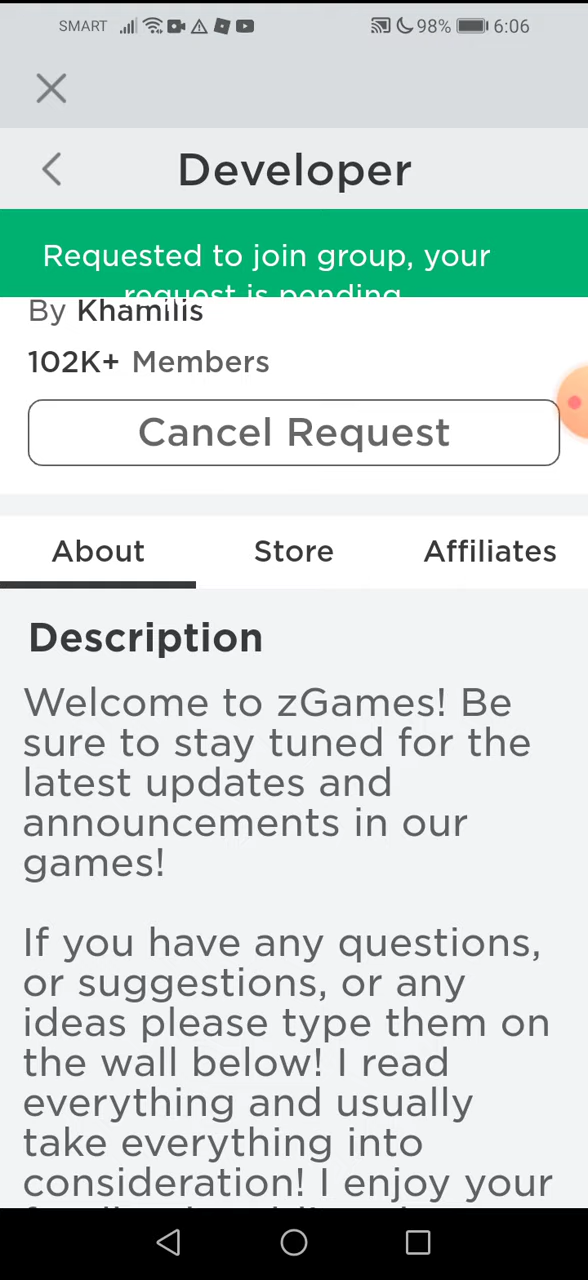 SMART 98% 6:06
Developer
Requested to join group, your
request is pending
By Khamilis
102K+ Members
Cancel Request
About Store Affiliates
Description
Welcome to zGames! Be
sure to stay tuned for the
latest updates and
announcements in our
games!
If you have any questions,
or suggestions, or any
ideas please type them on
the wall below! I read
everything and usually
take everything into
consideration! I enjoy your